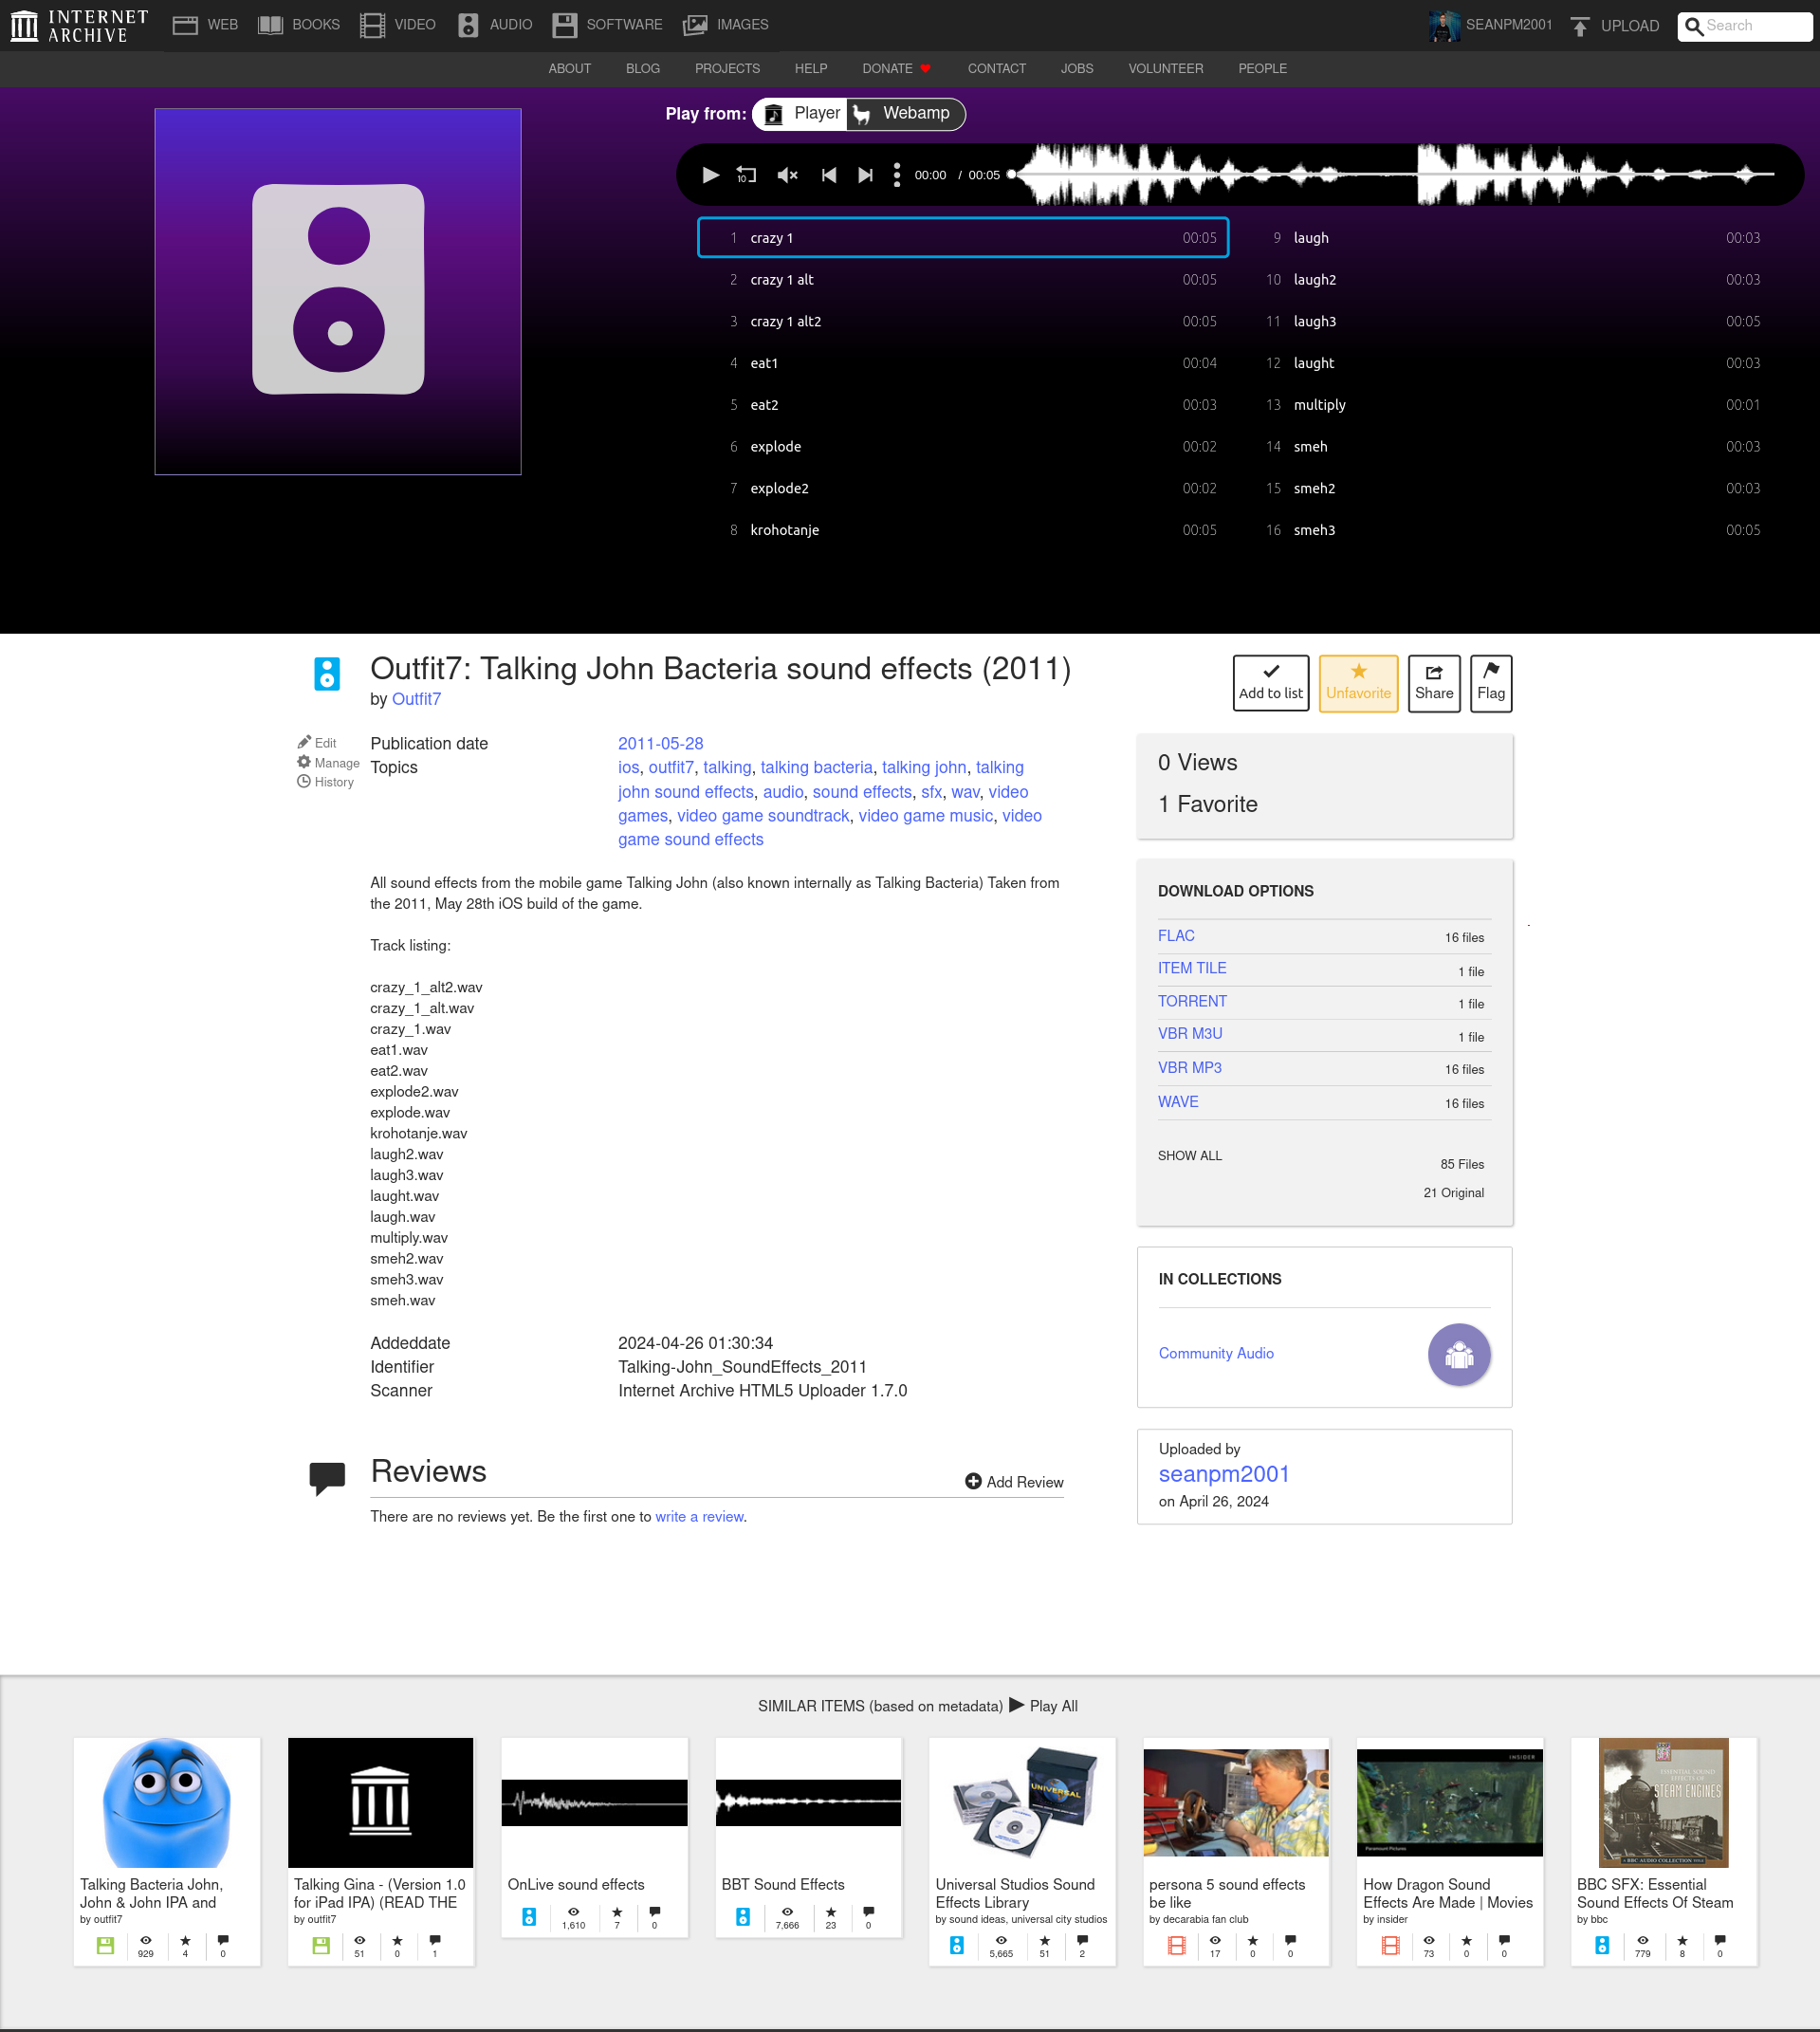 INTERNET
ARCHIVE
WEB
BOOKS
VIDEO
AUDIO
SOFTWARE
IMAGES
SEANPM2001
UPLOAD
Search
ABOUT
BLOG
PROJECTS
HELP
DONATE
CONTACT
JOBS
VOLUNTEER
PEOPLE
Play from:
Player
Webamp
10
00:00 / 00:05
1 crazy 1 00:05
2 crazy 1 alt 00:05
3 crazy 1 alt2 00:05
4 eat1 00:04
5 eat2 00:03
6 explode 00:02
7 explode2 00:02
8 krohotanje 00:05
9 laugh 00:03
10 laugh2 00:03
11 laugh3 00:05
12 laught 00:03
13 multiply 00:01
14 smeh 00:03
15 smeh2 00:03
16 smeh3 00:05
Outfit7: Talking John Bacteria sound effects (2011)
by Outfit7
Add to list
Unfavorite
Share
Flag
Edit
Manage
History
Publication date 2011-05-28
Topics ios, outfit7, talking, talking bacteria, talking john, talking
john sound effects, audio, sound effects, sfx, wav, video
games, video game soundtrack, video game music, video
game sound effects
All sound effects from the mobile game Talking John (also known internally as Talking Bacteria) Taken from
the 2011, May 28th iOS build of the game.
Track listing:
crazy_1_alt2.wav
crazy_1_alt.wav
crazy_1.wav
eat1.wav
eat2.wav
explode2.wav
explode.wav
krohotanje.wav
laugh2.wav
laugh3.wav
laught.wav
laugh.wav
multiply.wav
smeh2.wav
smeh3.wav
smeh.wav
Addeddate 2024-04-26 01:30:34
Identifier Talking-John_SoundEffects_2011
Scanner Internet Archive HTML5 Uploader 1.7.0
Reviews
Add Review
There are no reviews yet. Be the first one to write a review.
0 Views
1 Favorite
DOWNLOAD OPTIONS
FLAC 16 files
ITEM TILE 1 file
TORRENT 1 file
VBR M3U 1 file
VBR MP3 16 files
WAVE 16 files
SHOW ALL
85 Files
21 Original
IN COLLECTIONS
Community Audio
Uploaded by
seanpm2001
on April 26, 2024
SIMILAR ITEMS (based on metadata) Play All
Talking Bacteria John,
John & John IPA and
by outfit7
929 4 0
Talking Gina - (Version 1.0
for iPad IPA) (READ THE
by outfit7
51 0 1
OnLive sound effects
1,610 7 0
BBT Sound Effects
7,666 23 0
UNIVERSAL
Universal Studios Sound
Effects Library
by sound ideas, universal city studios
5,665 51 2
persona 5 sound effects
be like
by decarabia fan club
17 0 0
INSIDER
Paramount Pictures
How Dragon Sound
Effects Are Made | Movies
by insider
73 0 0
ESSENTIAL SOUND
EFFECTS OF
STEAM ENGINES
BBC AUDIO COLLECTION
BBC SFX: Essential
Sound Effects Of Steam
by bbc
779 8 0